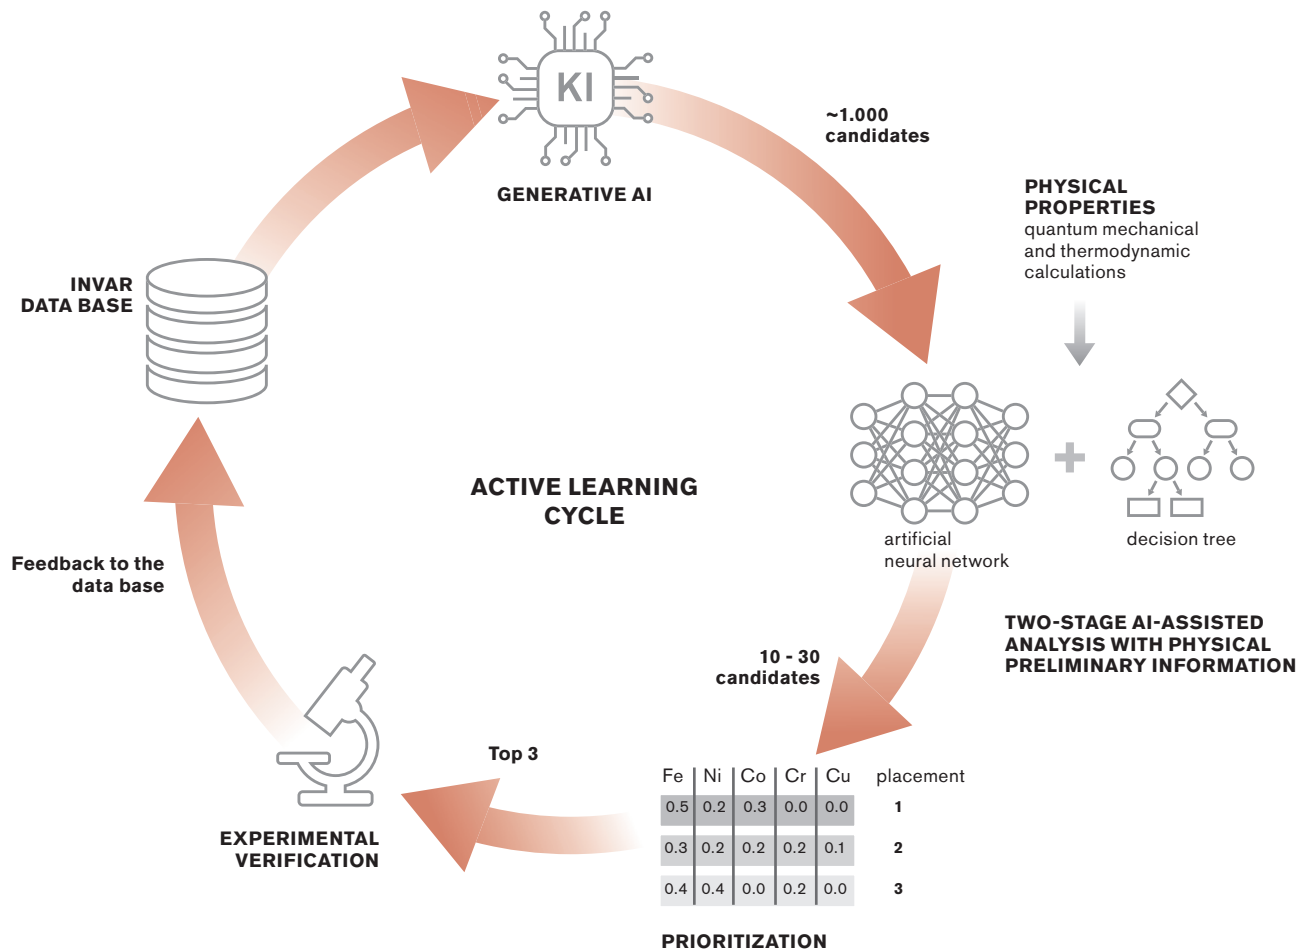 KI
GENERATIVE AI
~1.000
candidates
PHYSICAL
PROPERTIES
quantum mechanical
and thermodynamic
calculations
INVAR
DATA BASE
ACTIVE LEARNING
CYCLE
artificial
neural network
decision tree
Feedback to the
data base
TWO-STAGE AI-ASSISTED
ANALYSIS WITH PHYSICAL
PRELIMINARY INFORMATION
10 - 30
candidates
Top 3
Fe Ni Co Cr Cu placement
0.5 0.2 0.3 0.0 0.0 1
0.3 0.2 0.2 0.2 0.1 2
0.4 0.4 0.0 0.2 0.0 3
EXPERIMENTAL
VERIFICATION
PRIORITIZATION